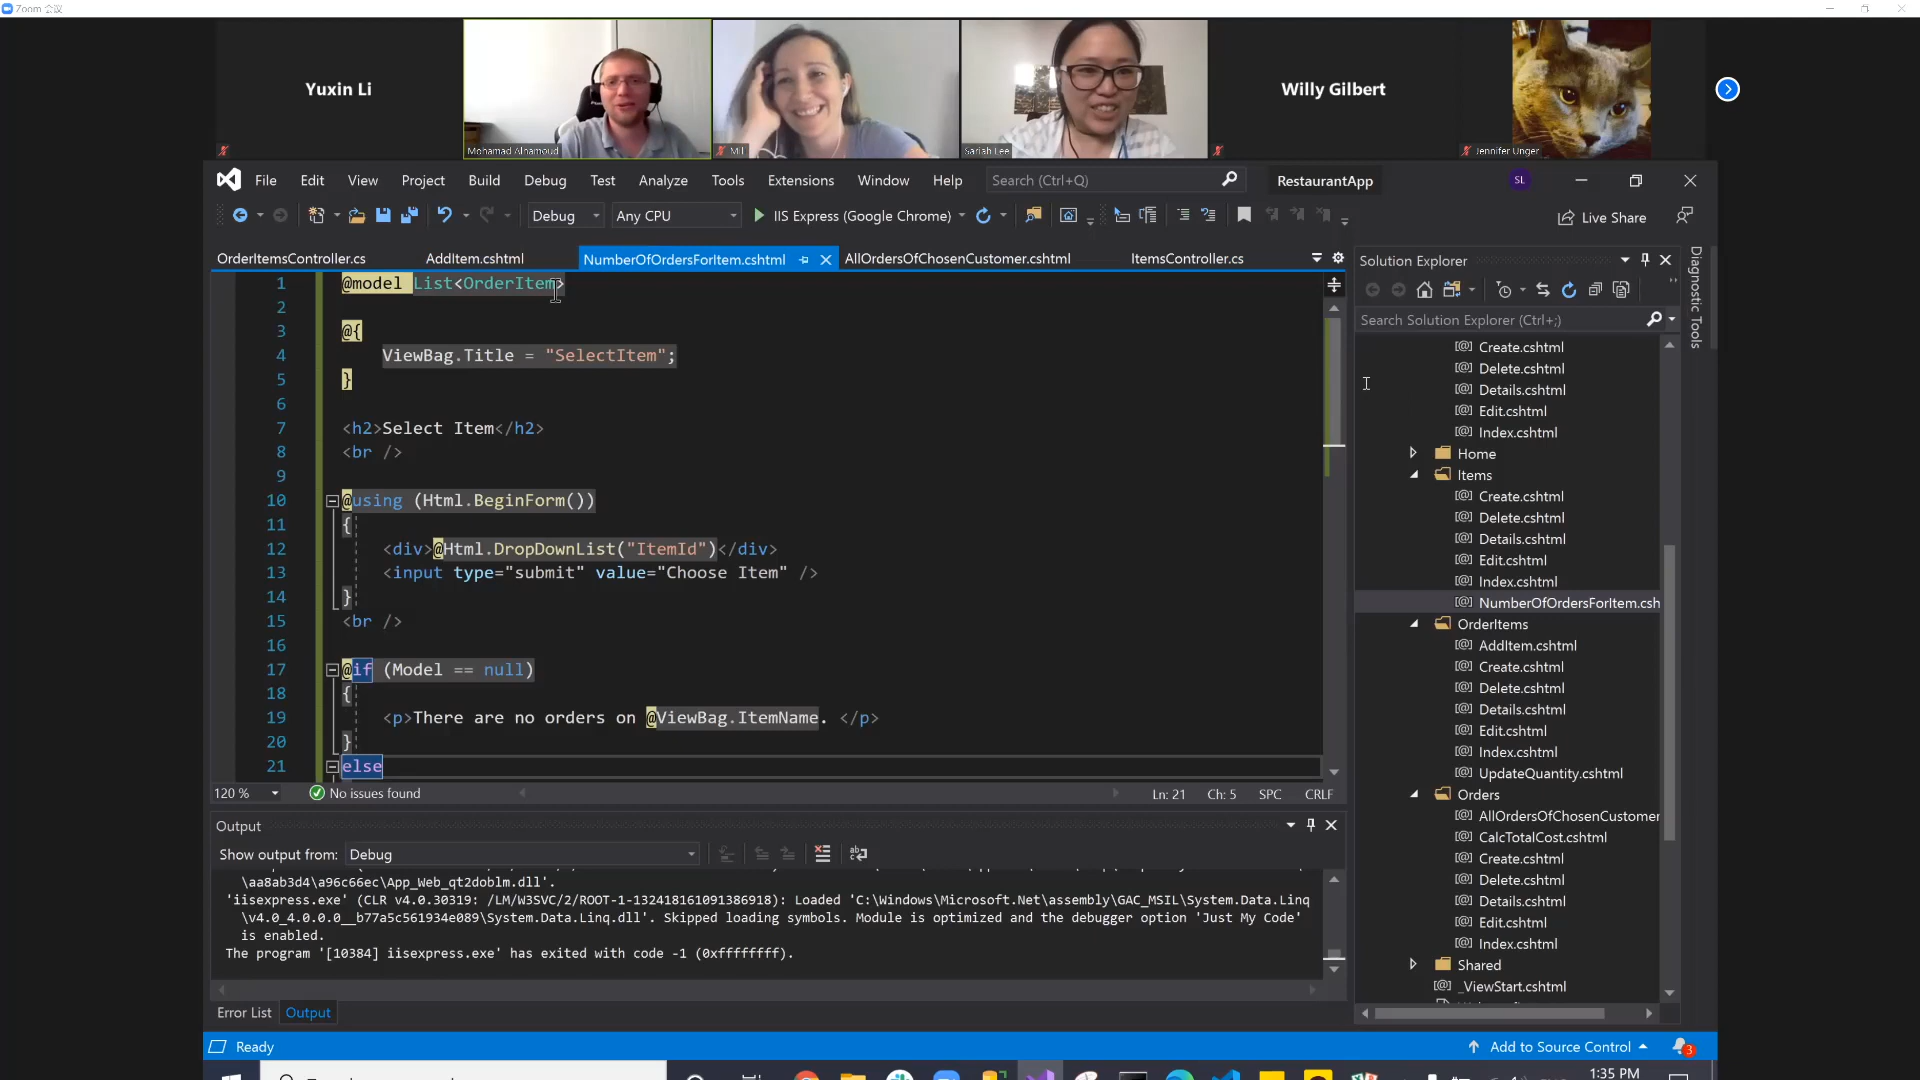 Zoom 会议
Yuxin Li
Mohamad Alhamoud
Mil
Sariah Lee
Willy Gilbert
Jennifer Unger
File Edit View Project Build Debug Test Analyze Tools Extensions Window Help Search (Ctrl+Q) RestaurantApp SL
Debug Any CPU IIS Express (Google Chrome) Live Share
OrderItemsController.cs AddItem.cshtml NumberOfOrdersForItem.cshtml AllOrdersOfChosenCustomer.cshtml ItemsController.cs
1 @model List<OrderItem>
2
3 @{
4 ViewBag.Title = "SelectItem";
5 }
6
7 <h2>Select Item</h2>
8 <br />
9
10 @using (Html.BeginForm())
11 {
12 <div>@Html.DropDownList("ItemId")</div>
13 <input type="submit" value="Choose Item" />
14 }
15 <br />
16
17 @if (Model == null)
18 {
19 <p>There are no orders on @ViewBag.ItemName. </p>
20 }
21 else
120 % No issues found Ln: 21 Ch: 5 SPC CRLF
Output
Show output from: Debug
\aa8ab3d4\a96c66ec\App_Web_qt2doblm.dll'.
'iisexpress.exe' (CLR v4.0.30319: /LM/W3SVC/2/ROOT-1-132418161091386918): Loaded 'C:\Windows\Microsoft.Net\assembly\GAC_MSIL\System.Data.Linq
\v4.0_4.0.0.0__b77a5c561934e089\System.Data.Linq.dll'. Skipped loading symbols. Module is optimized and the debugger option 'Just My Code'
is enabled.
The program '[10384] iisexpress.exe' has exited with code -1 (0xffffffff).
Error List Output
Solution Explorer
Search Solution Explorer (Ctrl+;)
Create.cshtml
Delete.cshtml
Details.cshtml
Edit.cshtml
Index.cshtml
Home
Items
Create.cshtml
Delete.cshtml
Details.cshtml
Edit.cshtml
Index.cshtml
NumberOfOrdersForItem.csh
OrderItems
AddItem.cshtml
Create.cshtml
Delete.cshtml
Details.cshtml
Edit.cshtml
Index.cshtml
UpdateQuantity.cshtml
Orders
AllOrdersOfChosenCustomer
CalcTotalCost.cshtml
Create.cshtml
Delete.cshtml
Details.cshtml
Edit.cshtml
Index.cshtml
Shared
_ViewStart.cshtml
Diagnostic Tools
Ready Add to Source Control 3
1:35 PM